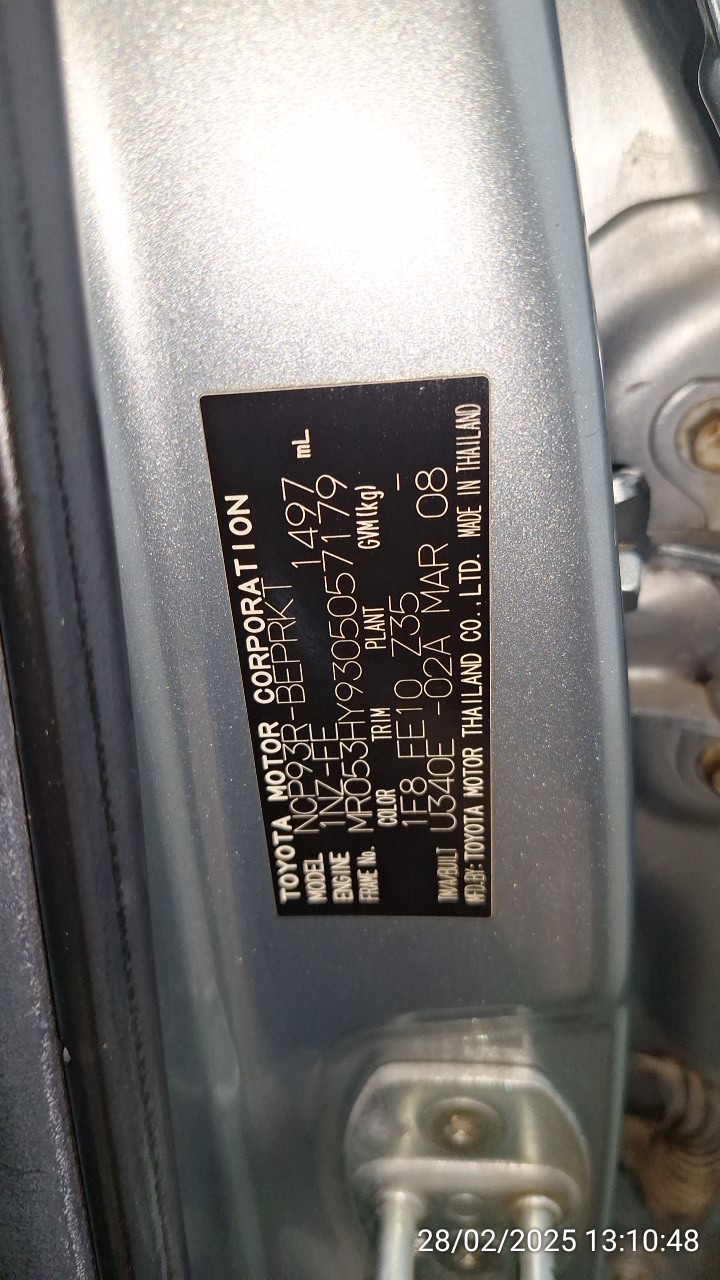 TOYOTA MOTOR CORPORATION
MODEL NCP93R-BEPRKT 1497 mL
ENGINE 1NZ-FE
FRAME No. MR053HY9305057179
COLOR TRIM PLANT GVM(kg)
1F8 FE10 Z35 -
TM/A/BUILT U340E -02A MAR 08
MFD.BY: TOYOTA MOTOR THAILAND CO.,LTD. MADE IN THAILAND
28/02/2025 13:10:48